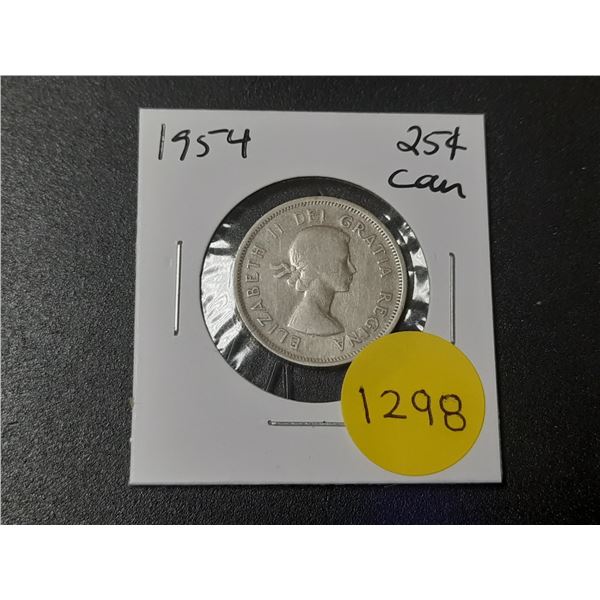 1954 25¢
Can
ELIZABETH II DEI GRATIA REGINA
1298